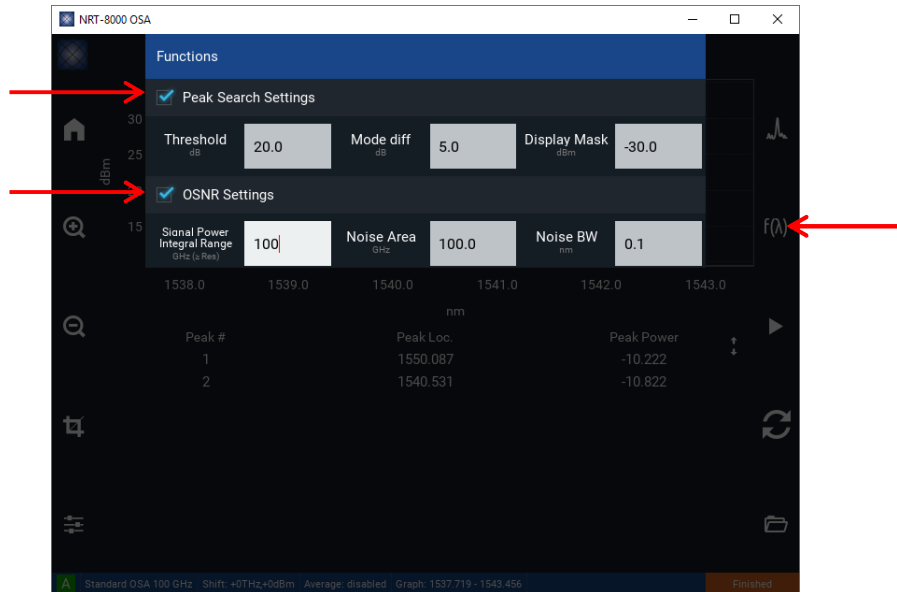 NRT-8000 OSA
Functions
Peak Search Settings
30
Threshold
dB
20.0
Mode diff
dB
5.0
Display Mask
dBm
-30.0
25
dBm
OSNR Settings
15
Signal Power
Integral Range
GHz (≥ Res)
100
Noise Area
GHz
100.0
Noise BW
nm
0.1
f(λ)
1538.0 1539.0 1540.0 1541.0 1542.0 1543.0
nm
Peak # Peak Loc. Peak Power
1 1550.087 -10.222
2 1540.531 -10.822
A Standard OSA 100 GHz Shift: +0THz,+0dBm Average: disabled Graph: 1537.719 - 1543.456 Finished